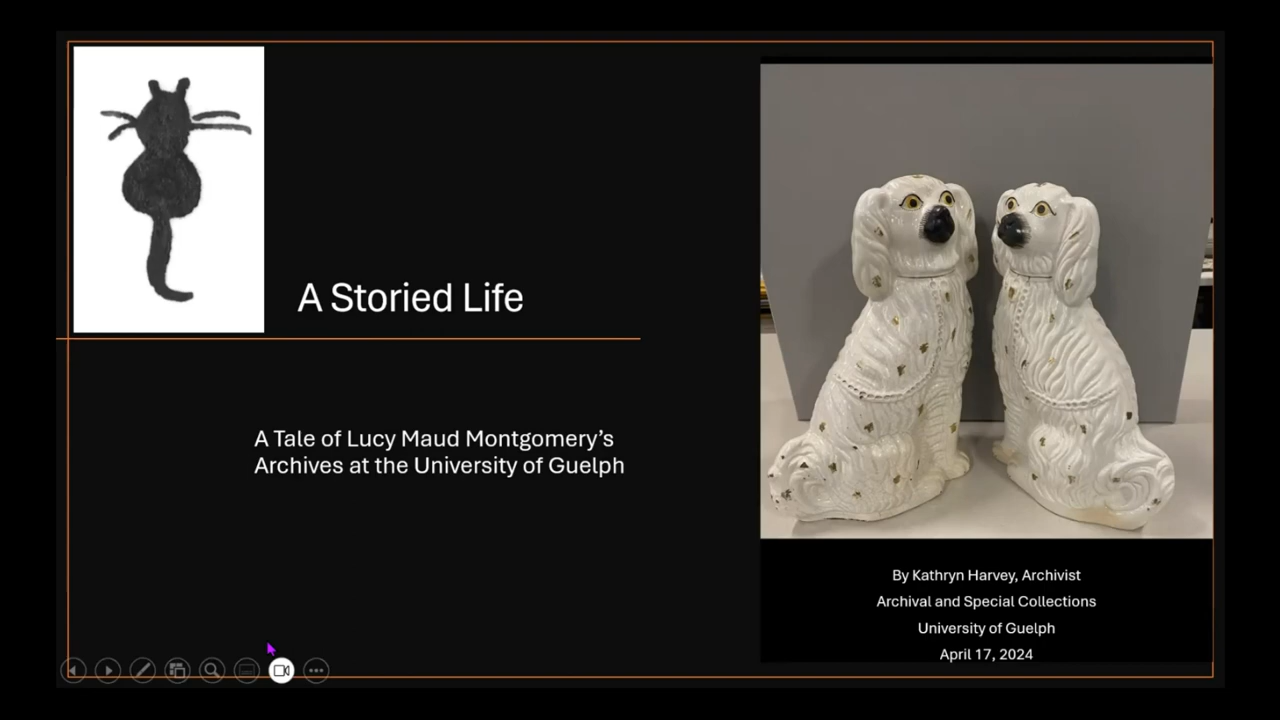 A Storied Life
A Tale of Lucy Maud Montgomery’s
Archives at the University of Guelph
By Kathryn Harvey, Archivist
Archival and Special Collections
University of Guelph
April 17, 2024